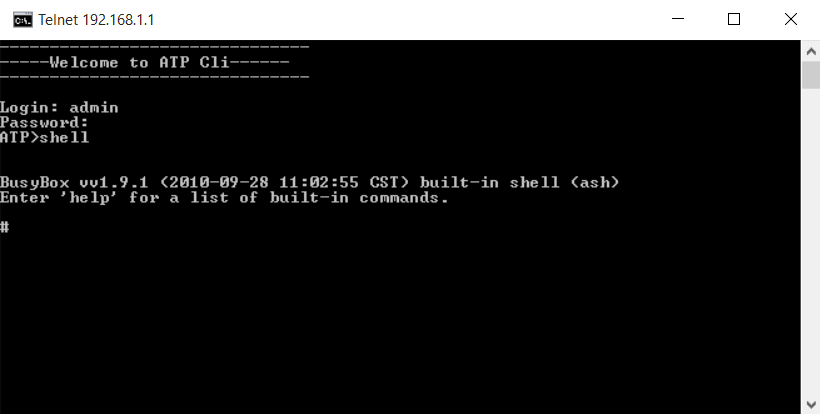 Telnet 192.168.1.1
-------------------------------
-----Welcome to ATP Cli------
-------------------------------
Login: admin
Password:
ATP>shell
BusyBox vv1.9.1 (2010-09-28 11:02:55 CST) built-in shell (ash)
Enter 'help' for a list of built-in commands.
#